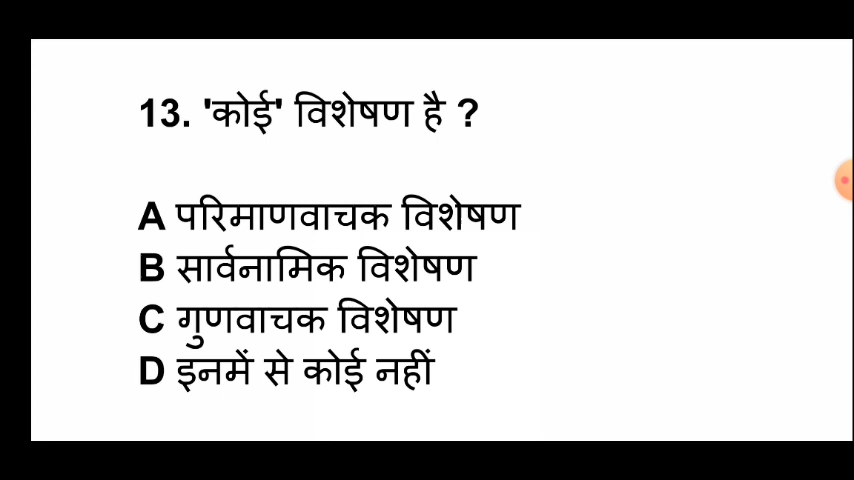 13. 'कोई' विशेषण है ?
A परिमाणवाचक विशेषण
B सार्वनामिक विशेषण
C गुणवाचक विशेषण
D इनमें से कोई नहीं